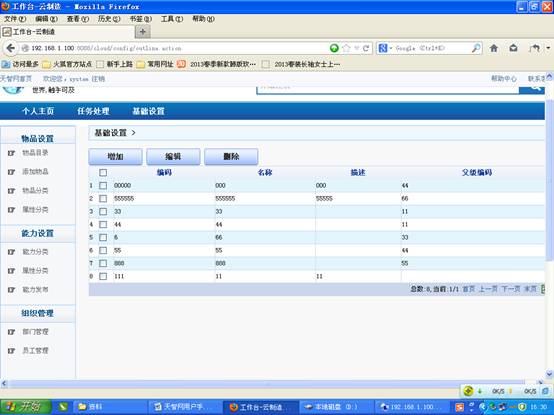 工作台-云制造 - Mozilla Firefox
文件(F) 编辑(E) 查看(V) 历史(S) 书签(B) 工具(T) 帮助(H)
工作台-云制造
192.168.1.100:8088/cloud/config/outline.action
Google <Ctrl+K>
访问最多 火狐官方站点 新手上路 常用网址 2013春季新款韩版欢... 2013春装长袖女士上...
天智网首页 欢迎您,system 注销 帮助中心 联系客
世界,触手可及
个人主页 任务处理 基础设置
物品设置
物品目录
添加物品
物品分类
属性分类
能力设置
能力分类
属性分类
能力发布
组织管理
部门管理
员工管理
基础设置 >
增加 编辑 删除
编码 名称 描述 父级编码
1 00000 000 000 44
2 555555 555555 55555 66
3 33 33 11
4 44 44 11
5 6 66 33
6 55 55 44
7 888 888 55
8 111 11 11
总数:8,当前:1/1 首页 上一页 下一页 末页
0K/S 0K/S
开始 资料 天智网用户手... 工作台-云制造... 本地磁盘 (D:) 192.168.1.100... 16:30